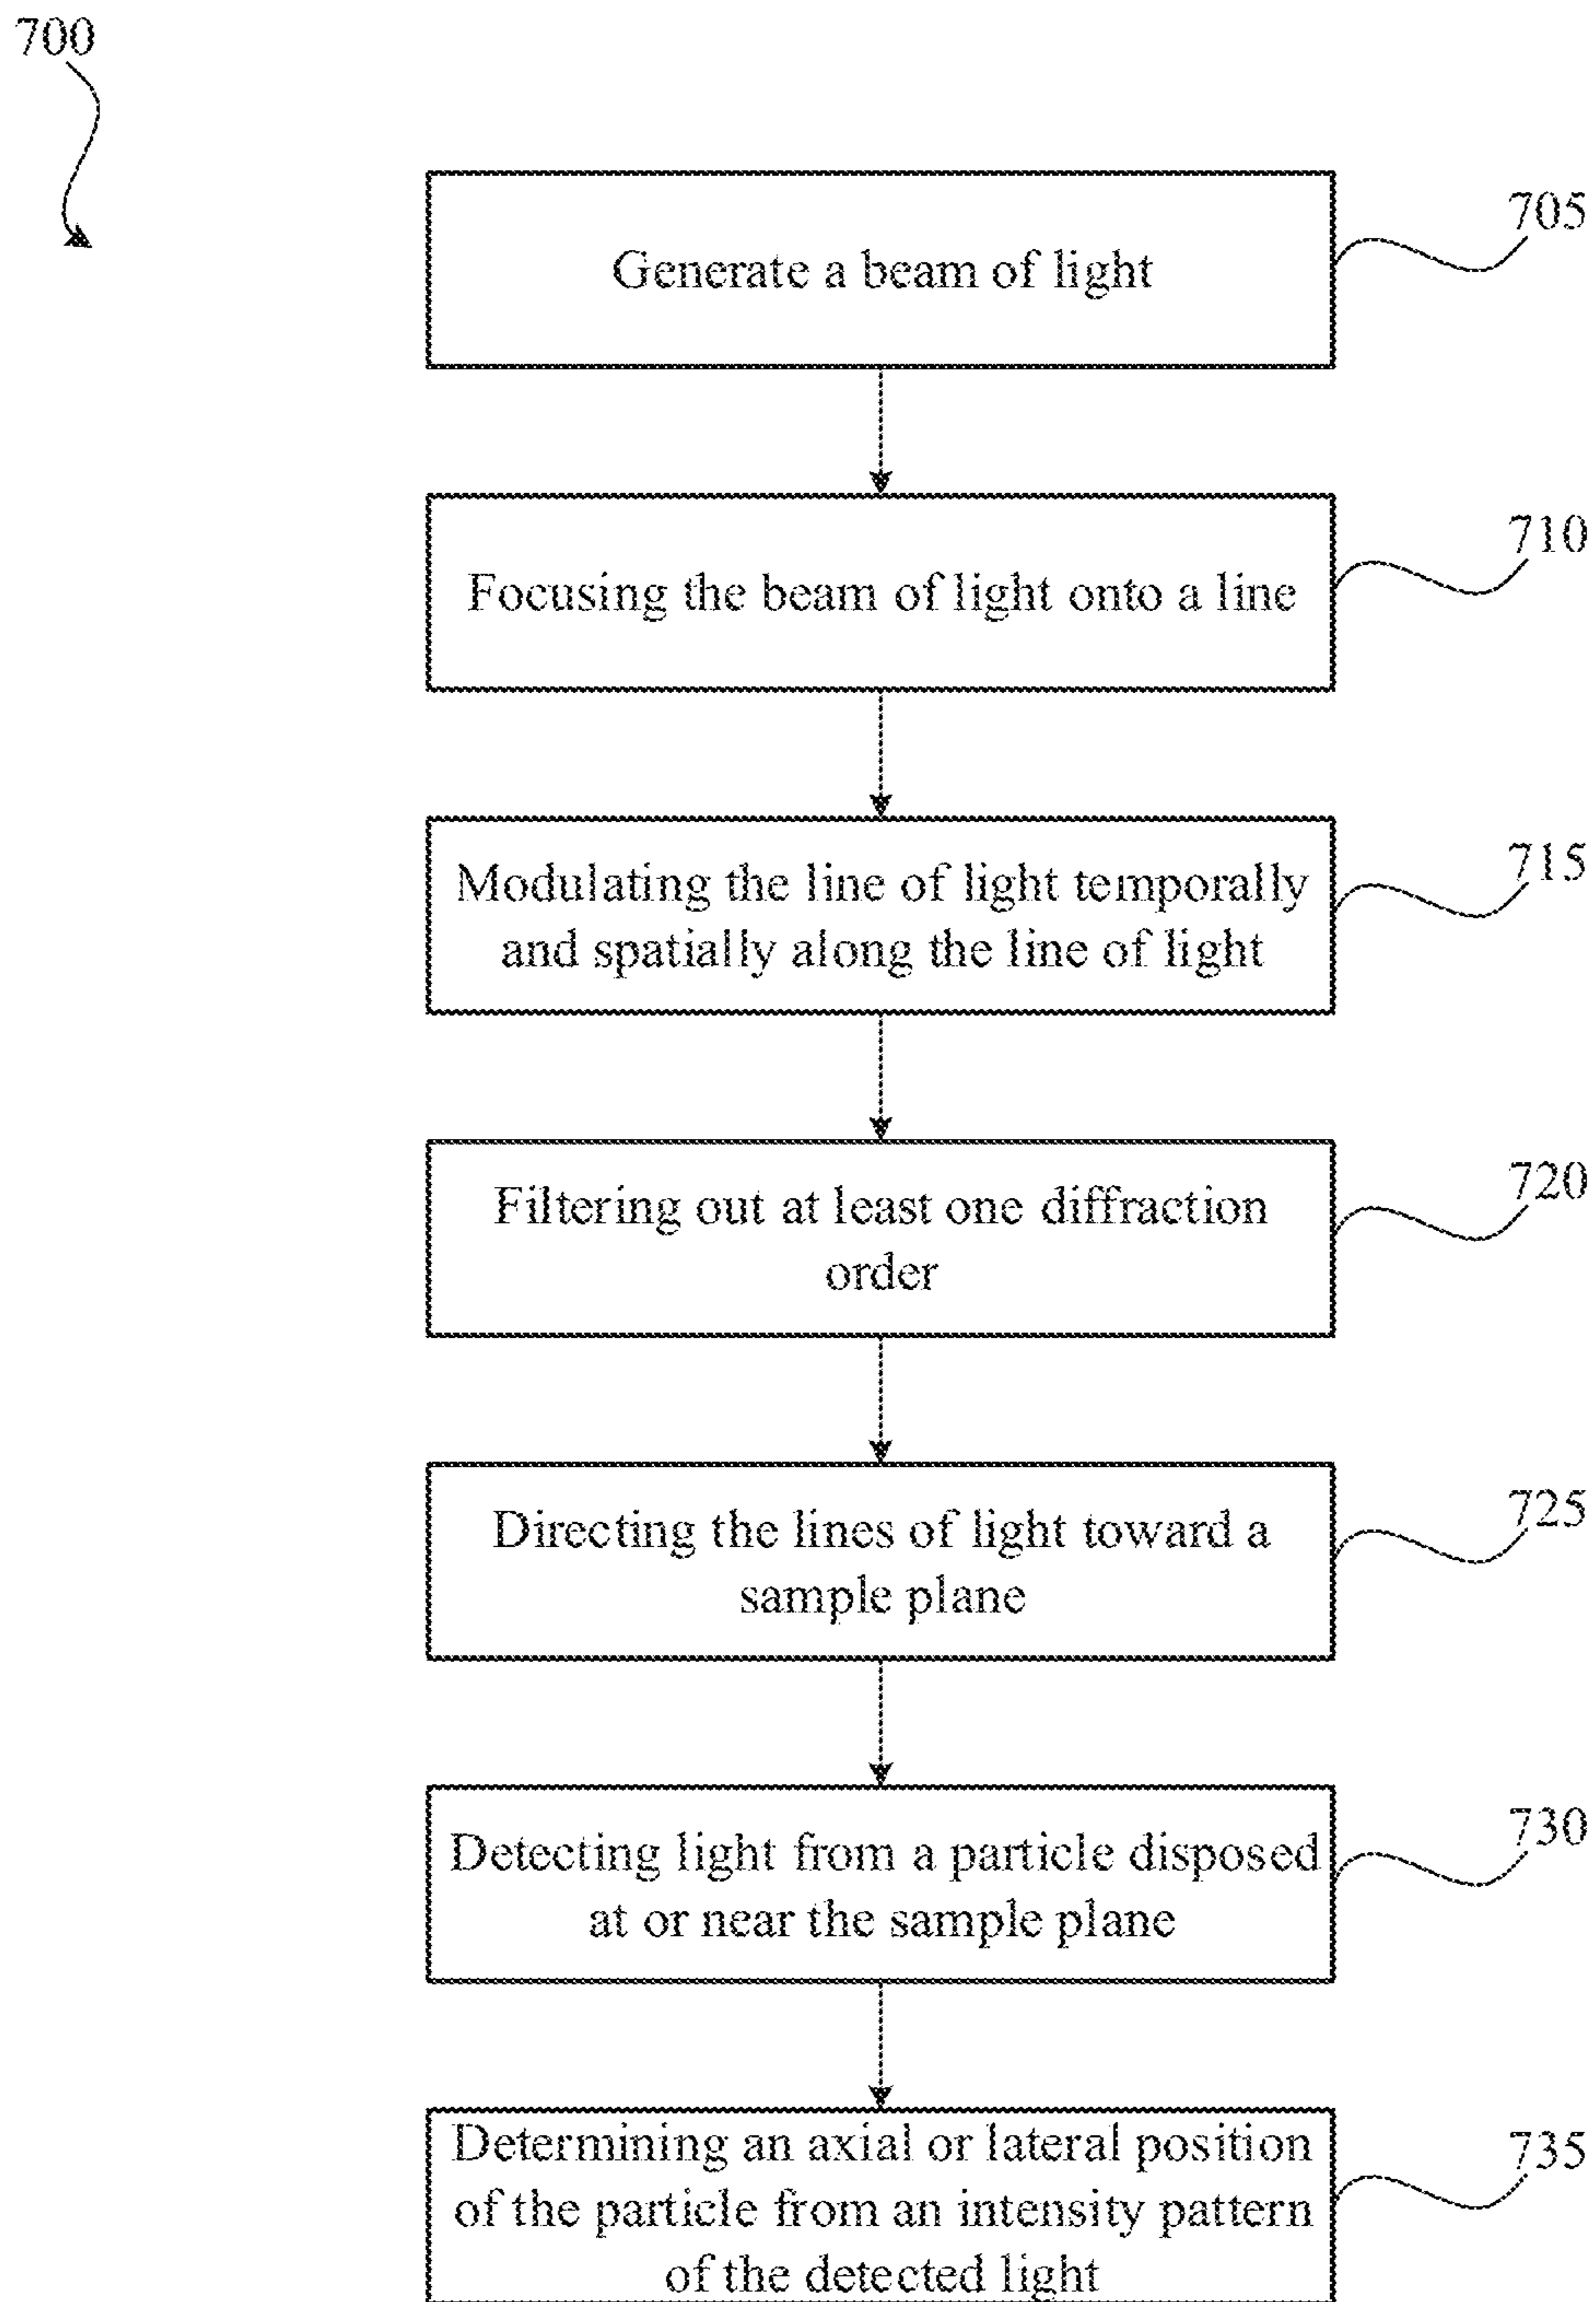 700
Generate a beam of light
705
Focusing the beam of light onto a line
710
Modulating the line of light temporally
and spatially along the line of light
715
Filtering out at least one diffraction
order
720
Directing the lines of light toward a
sample plane
725
Detecting light from a particle disposed
at or near the sample plane
730
Determining an axial or lateral position
of the particle from an intensity pattern
of the detected light
735